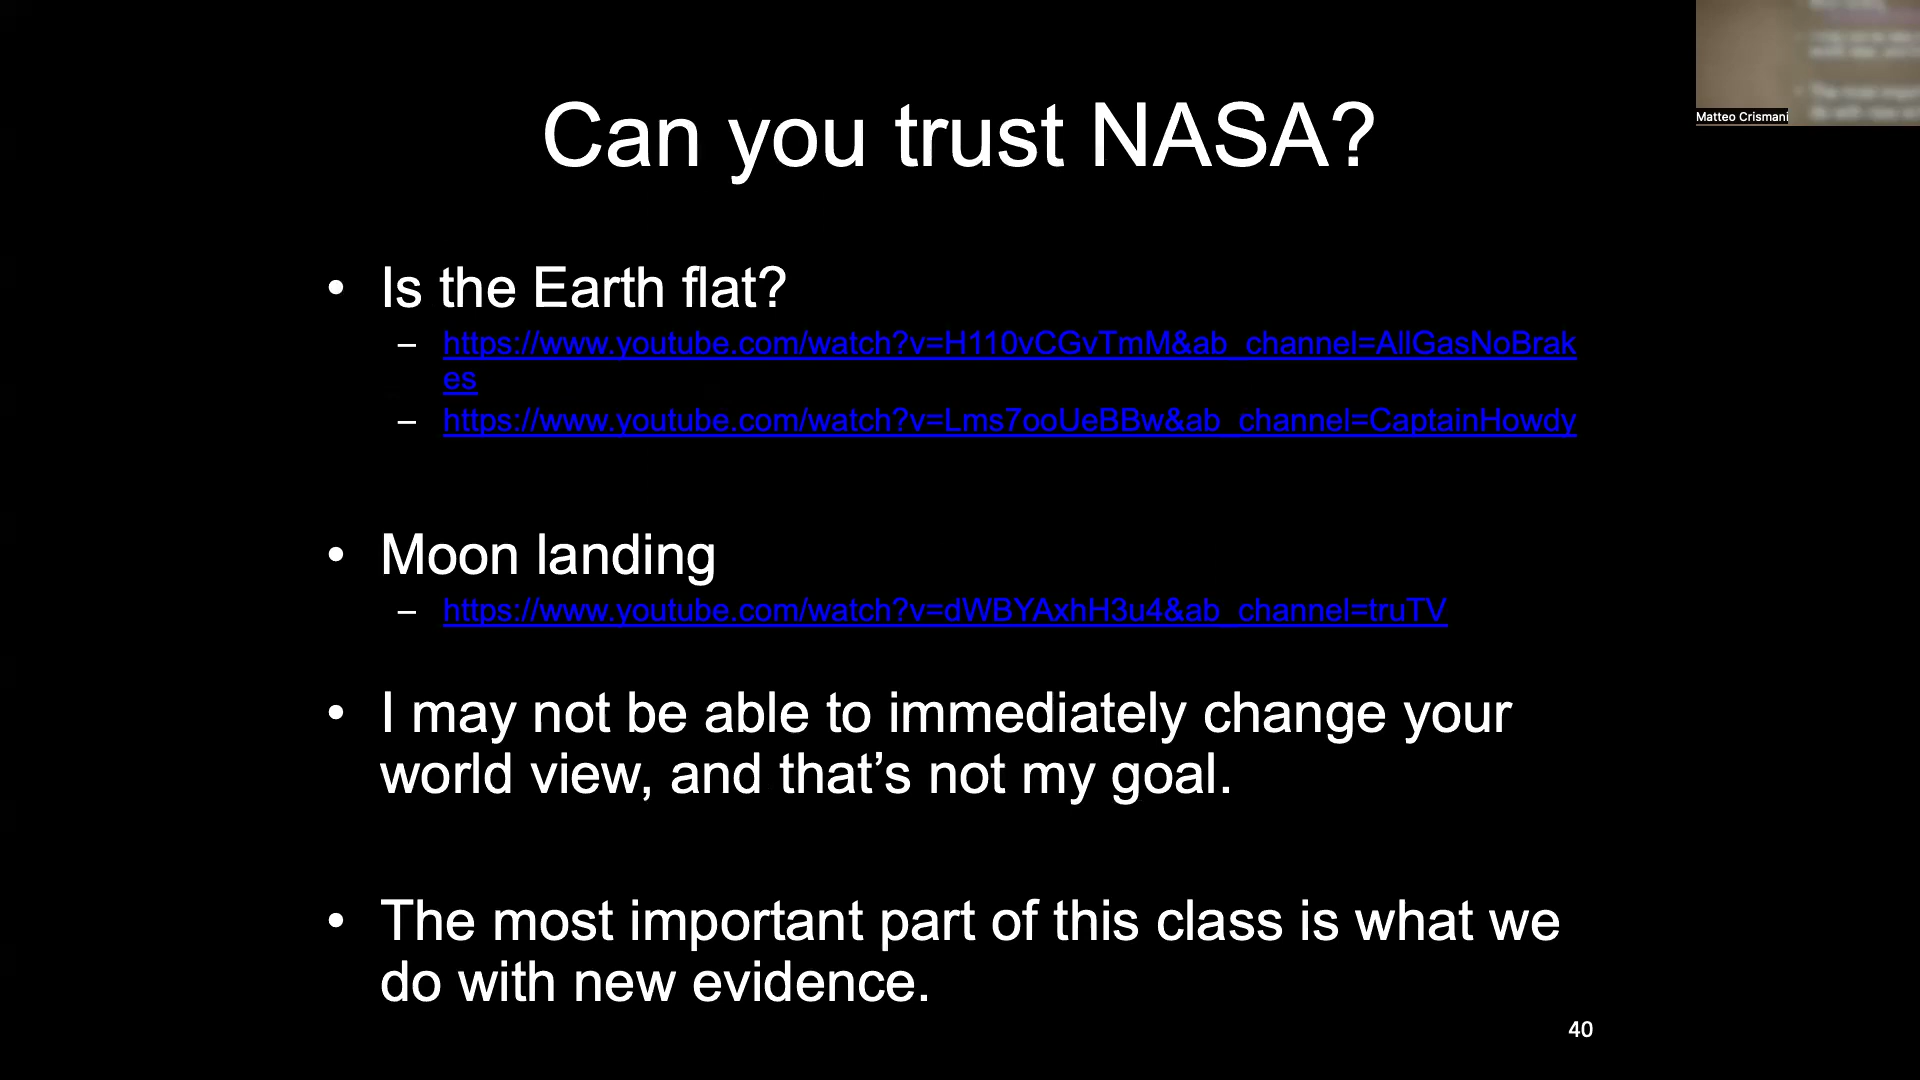 Can you trust NASA?
Matteo Crismani
• Is the Earth flat?
– https://www.youtube.com/watch?v=H110vCGvTmM&ab_channel=AllGasNoBrak
es
– https://www.youtube.com/watch?v=Lms7ooUeBBw&ab_channel=CaptainHowdy
• Moon landing
– https://www.youtube.com/watch?v=dWBYAxhH3u4&ab_channel=truTV
• I may not be able to immediately change your
world view, and that’s not my goal.
• The most important part of this class is what we
do with new evidence.
40